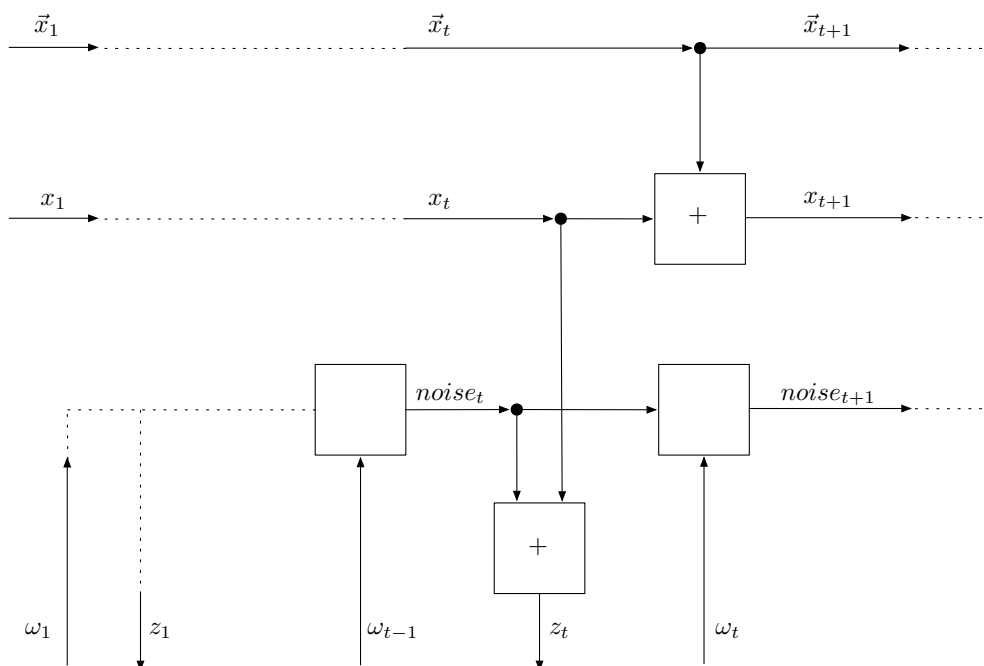 x⃗₁ x⃗ₜ x⃗ₜ₊₁
x₁ xₜ + xₜ₊₁
noiseₜ noiseₜ₊₁
+
ω₁ z₁ ωₜ₋₁ zₜ ωₜ